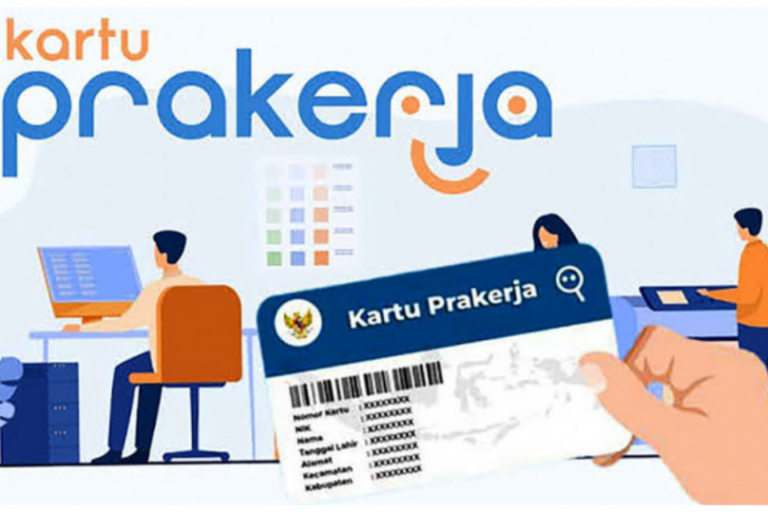 kartu
prakerja
Kartu Prakerja
Nomor Kartu : XXXXXXXX
NIK : XXXXXXXX
Nama : XXXXXXXX
Tanggal Lahir : XXXXXXXX
Alamat : XXXXXXXX
Kecamatan : XXXXXXXX
Kabupaten : XXXXXXXX